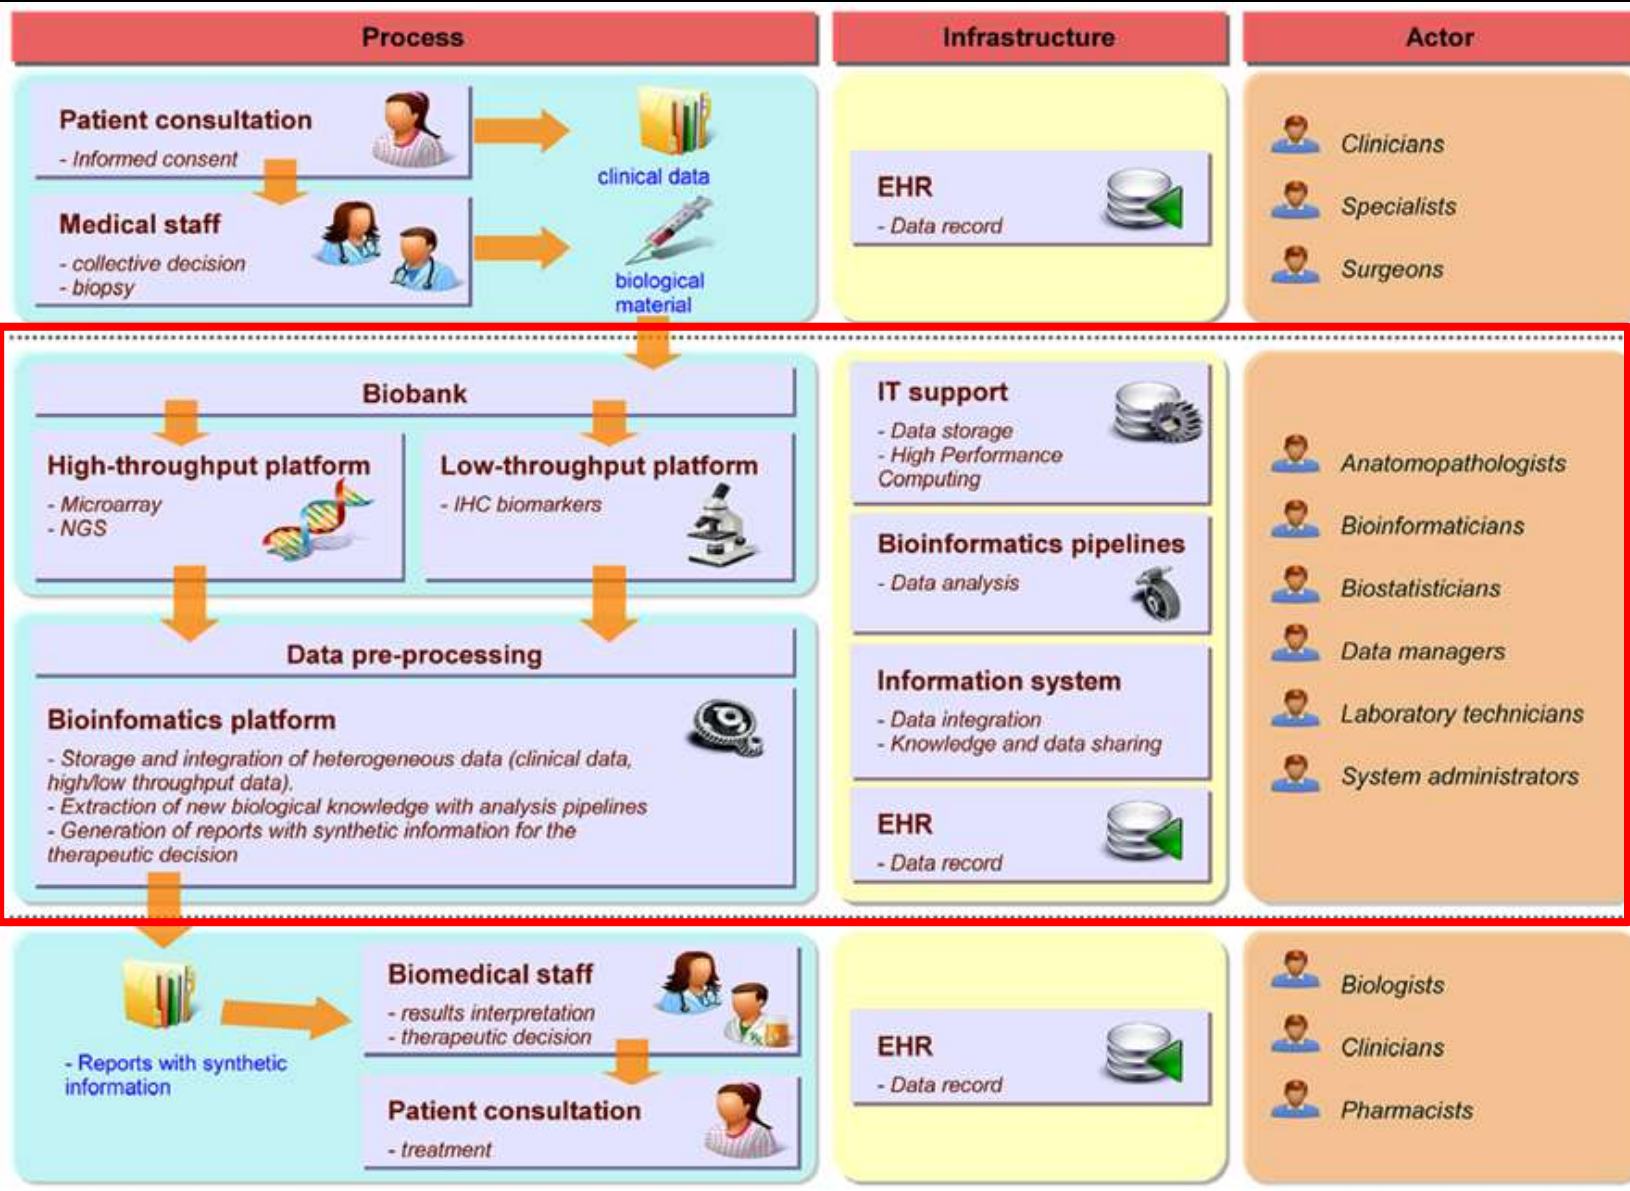 Process
Infrastructure
Actor
Patient consultation
- Informed consent
clinical data
Medical staff
- collective decision
- biopsy
biological
material
EHR
- Data record
Clinicians
Specialists
Surgeons
Biobank
High-throughput platform
- Microarray
- NGS
Low-throughput platform
- IHC biomarkers
Data pre-processing
Bioinfomatics platform
- Storage and integration of heterogeneous data (clinical data,
high/low throughput data).
- Extraction of new biological knowledge with analysis pipelines
- Generation of reports with synthetic information for the
therapeutic decision
IT support
- Data storage
- High Performance
Computing
Bioinformatics pipelines
- Data analysis
Information system
- Data integration
- Knowledge and data sharing
EHR
- Data record
Anatomopathologists
Bioinformaticians
Biostatisticians
Data managers
Laboratory technicians
System administrators
- Reports with synthetic
information
Biomedical staff
- results interpretation
- therapeutic decision
Patient consultation
- treatment
EHR
- Data record
Biologists
Clinicians
Pharmacists